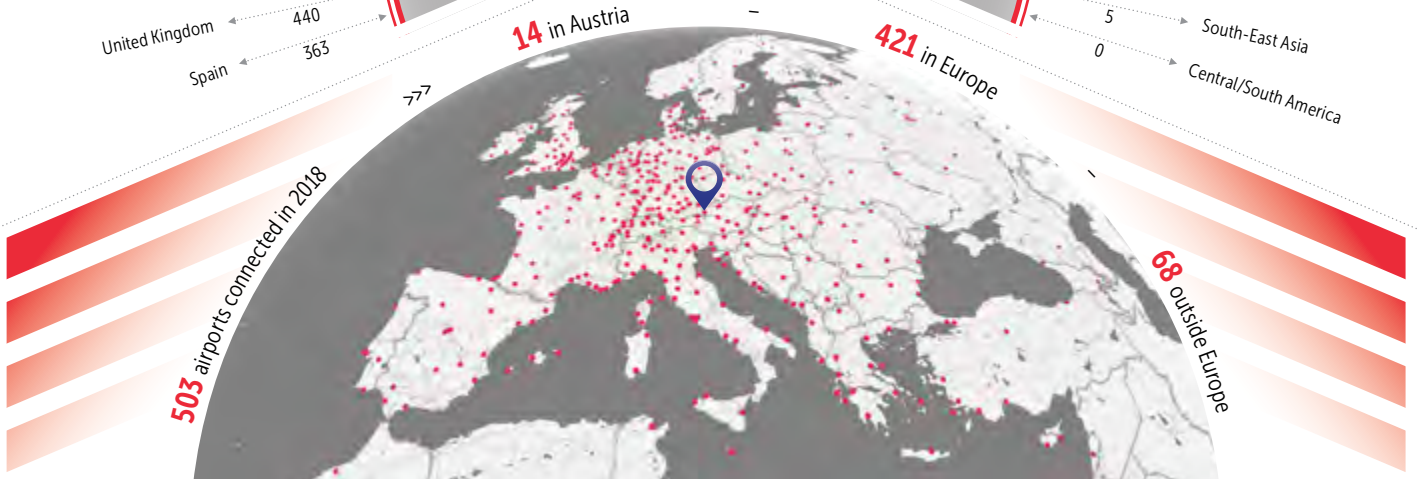 United Kingdom 440
Spain 363
5 South-East Asia
0 Central/South America
503 airports connected in 2018
>>>
14 in Austria
–
421 in Europe
–
68 outside Europe